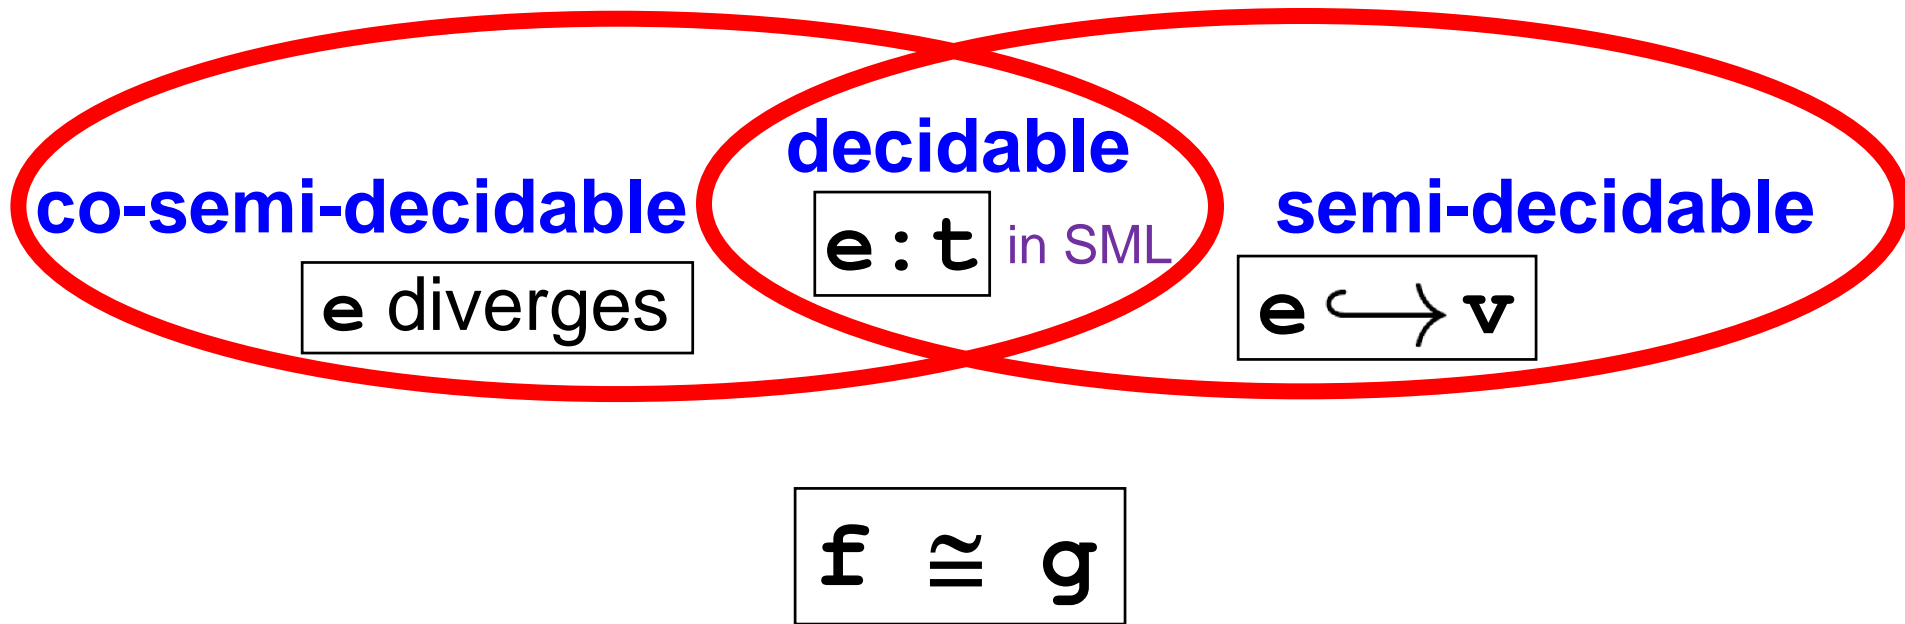 decidable
co-semi-decidable
semi-decidable
e:t in SML
e diverges
e ↪ v
f ≅ g